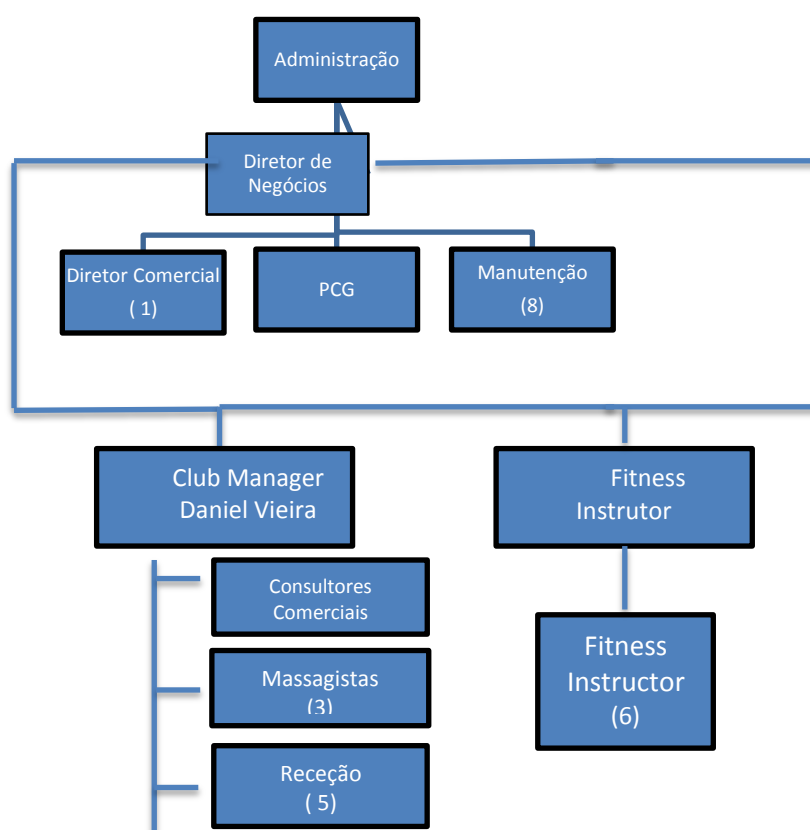 Administração
Diretor de
Negócios
Diretor Comercial
( 1)
PCG
Manutenção
(8)
Club Manager
Daniel Vieira
Fitness
Instrutor
Consultores
Comerciais
Massagistas
(3)
Receção
( 5)
Fitness
Instructor
(6)